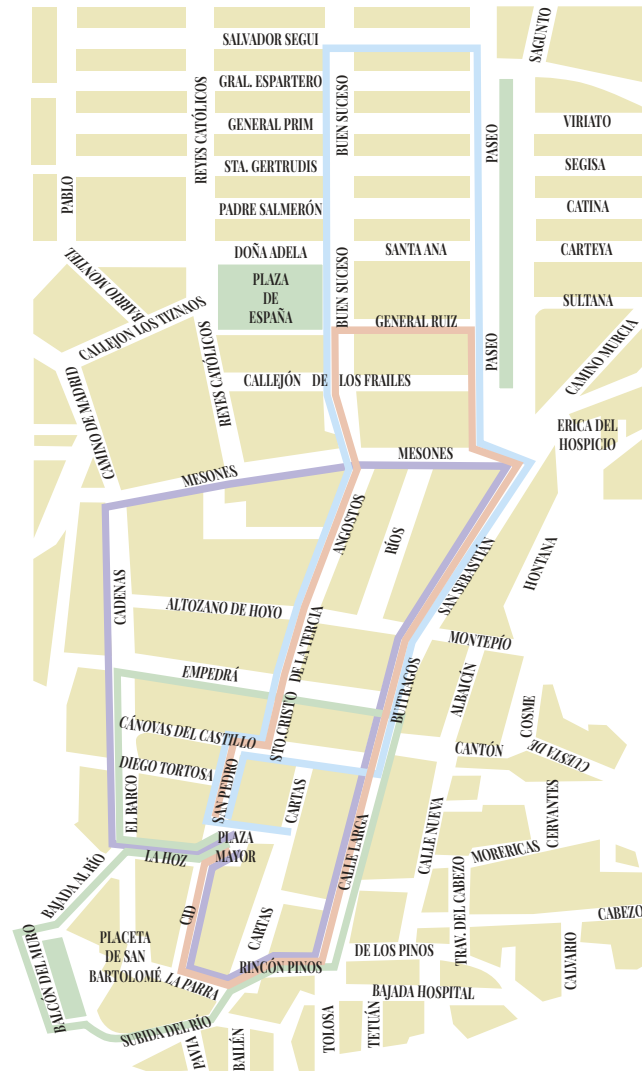 SALVADOR SEGUI
SAGUNTO
GRAL. ESPARTERO
REYES CATÓLICOS
BUEN SUCESO
GENERAL PRIM
PASEO
VIRIATO
STA. GERTRUDIS
SEGISA
PABLO
PADRE SALMERÓN
CATINA
DOÑA ADELA
SANTA ANA
CARTEYA
BARRIO MONTIEL
PLAZA
DE
ESPAÑA
BUEN SUCESO
SULTANA
CALLEJON LOS TIZNAOS
GENERAL RUIZ
PASEO
CAMINO MURCIA
REYES CATÓLICOS
CALLEJÓN DE LOS FRAILES
CAMINO DE MADRID
ERICA DEL
HOSPICIO
MESONES
MESONES
ANGOSTOS
RÍOS
SAN SEBASTIÁN
HONTANA
CADENAS
ALTOZANO DE HOYO
DE LA TERCIA
MONTEPÍO
EMPEDRÁ
BUITRAGOS
ALBAICÍN
STO.CRISTO
CÁNOVAS DEL CASTILLO
COSME
CANTÓN
CUESTA DE
DIEGO TORTOSA
SAN PEDRO
CARTAS
EL BARCO
CERVANTES
CALLE NUEVA
PLAZA
MAYOR
CALLE LARGA
MORERICAS
LA HOZ
BAJADA AL RÍO
CID
CARTAS
TRAV. DEL CABEZO
CABEZO
PLACETA
DE SAN
BARTOLOMÉ
DE LOS PINOS
CALVARIO
BALCÓN DEL MURO
LA PARRA
RINCÓN PINOS
BAJADA HOSPITAL
SUBIDA DEL RÍO
PAVIA
BAILÉN
TOLOSA
TETUÁN